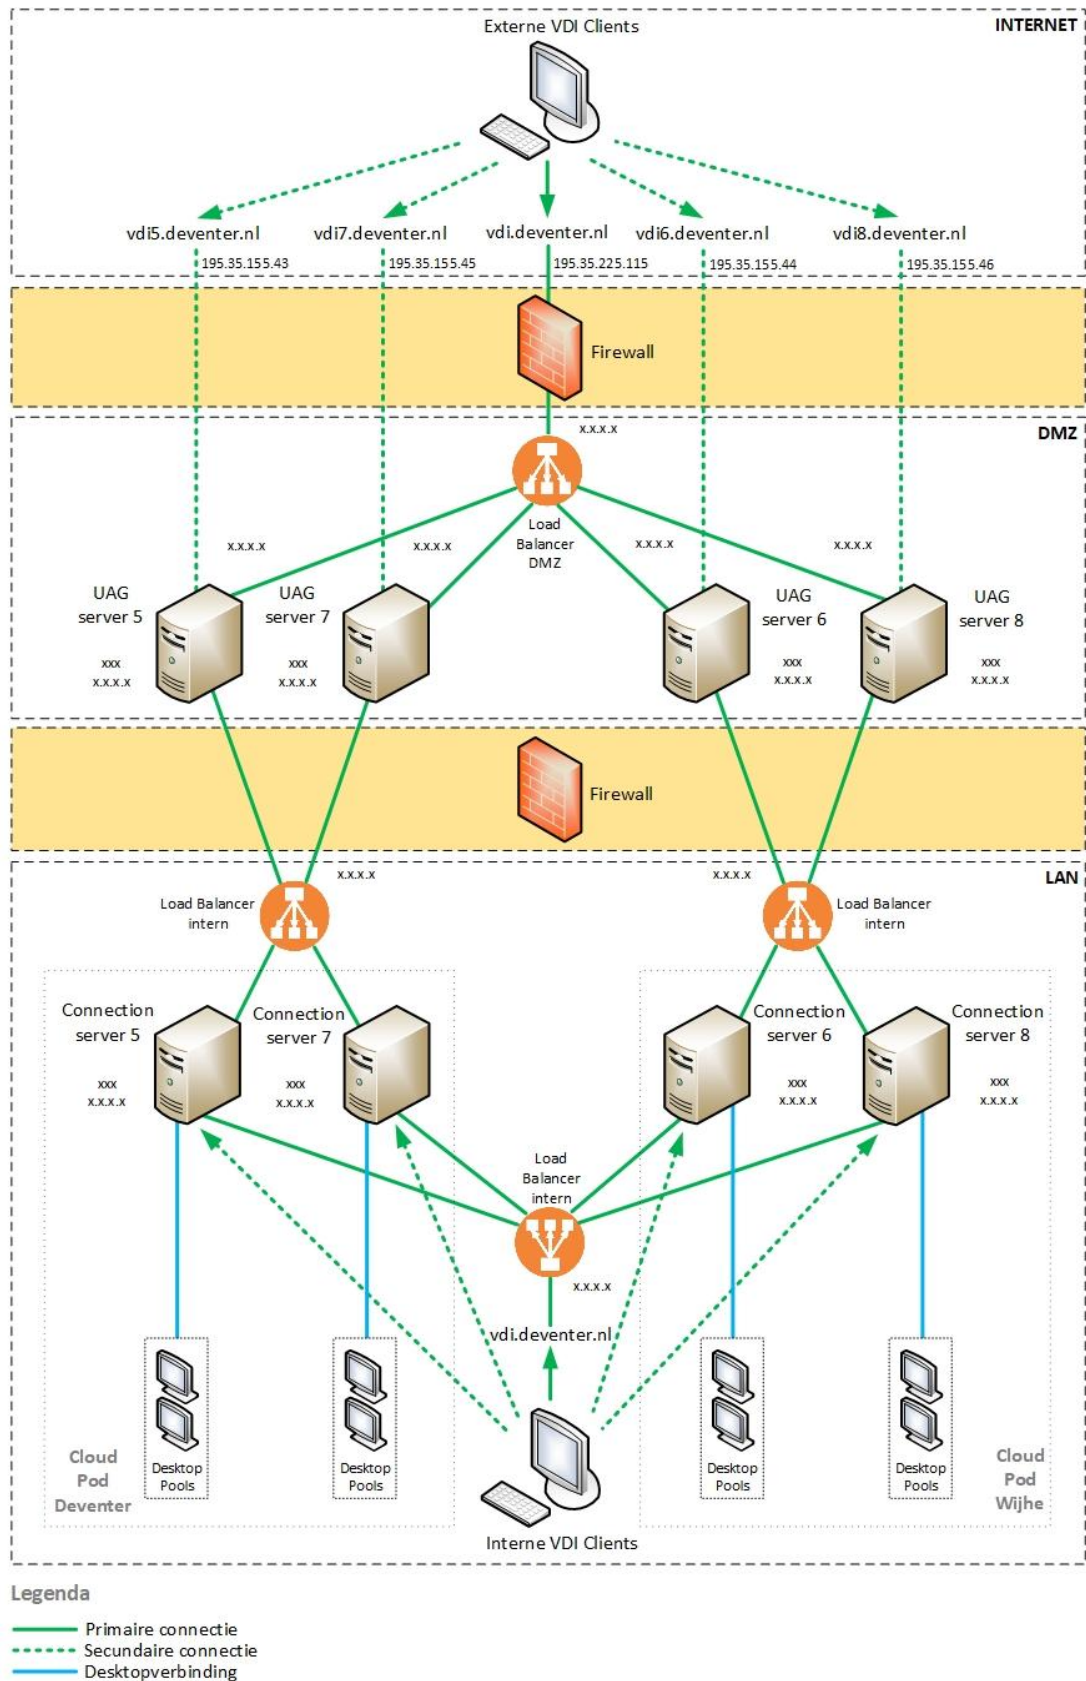 INTERNET
Externe VDI Clients
vdi5.deventer.nl
vdi7.deventer.nl
vdi.deventer.nl
vdi6.deventer.nl
vdi8.deventer.nl
195.35.155.43
195.35.155.45
195.35.225.115
195.35.155.44
195.35.155.46
Firewall
DMZ
x.x.x.x
Load
Balancer
DMZ
x.x.x.x
x.x.x.x
x.x.x.x
x.x.x.x
UAG
server 5
xxx
x.x.x.x
UAG
server 7
xxx
x.x.x.x
UAG
server 6
xxx
x.x.x.x
UAG
server 8
xxx
x.x.x.x
Firewall
LAN
x.x.x.x
x.x.x.x
Load Balancer
intern
Load Balancer
intern
Connection
server 5
xxx
x.x.x.x
Connection
server 7
xxx
x.x.x.x
Connection
server 6
xxx
x.x.x.x
Connection
server 8
xxx
x.x.x.x
Load
Balancer
intern
x.x.x.x
vdi.deventer.nl
Desktop
Pools
Desktop
Pools
Desktop
Pools
Desktop
Pools
Cloud
Pod
Deventer
Cloud
Pod
Wijhe
Interne VDI Clients
Legenda
Primaire connectie
Secundaire connectie
Desktopverbinding